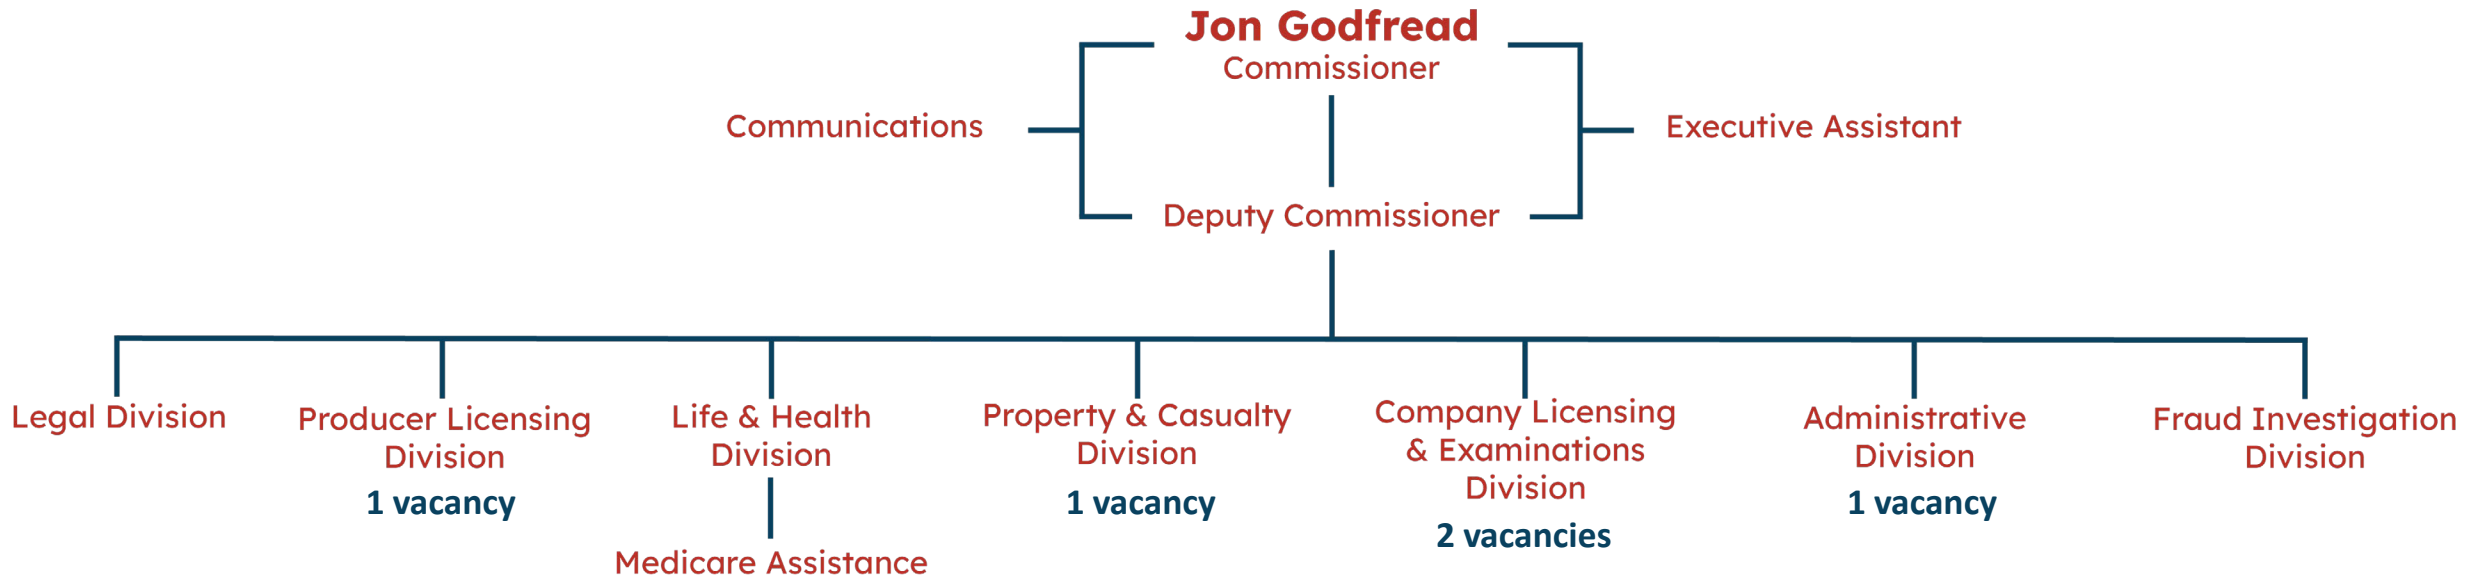 Jon Godfread
Commissioner
Communications
Executive Assistant
Deputy Commissioner
Legal Division
Producer Licensing
Division
1 vacancy
Life & Health
Division
Medicare Assistance
Property & Casualty
Division
1 vacancy
Company Licensing
& Examinations
Division
2 vacancies
Administrative
Division
1 vacancy
Fraud Investigation
Division